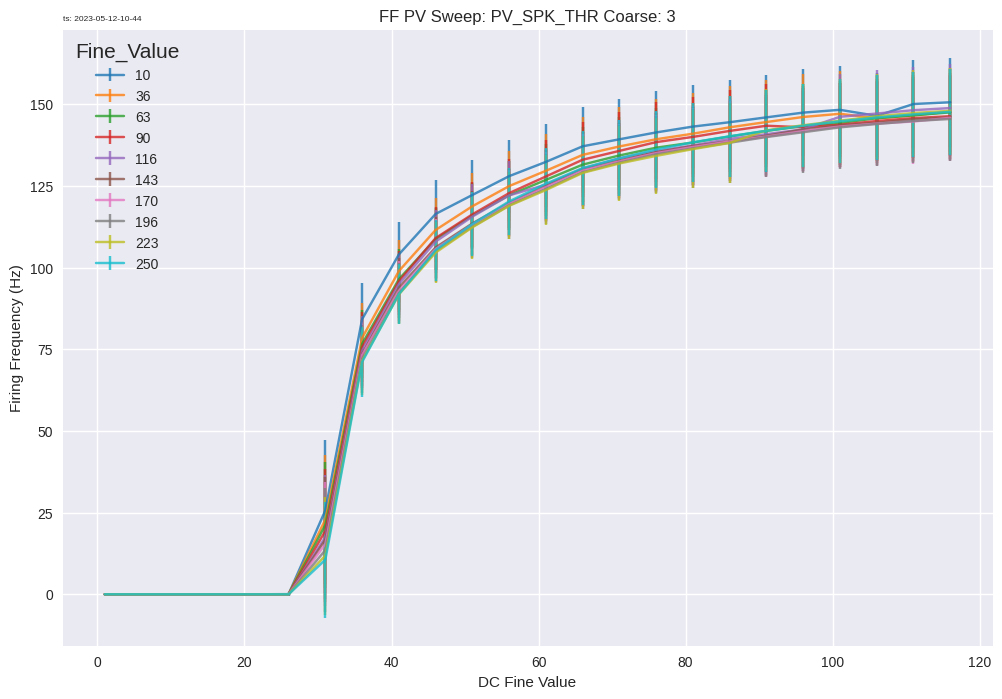 ts: 2023-05-12-10-44
FF PV Sweep: PV_SPK_THR Coarse: 3
Fine_Value
10
36
63
90
116
143
170
196
223
250
150
125
100
75
50
25
0
Firing Frequency (Hz)
0 20 40 60 80 100 120
DC Fine Value